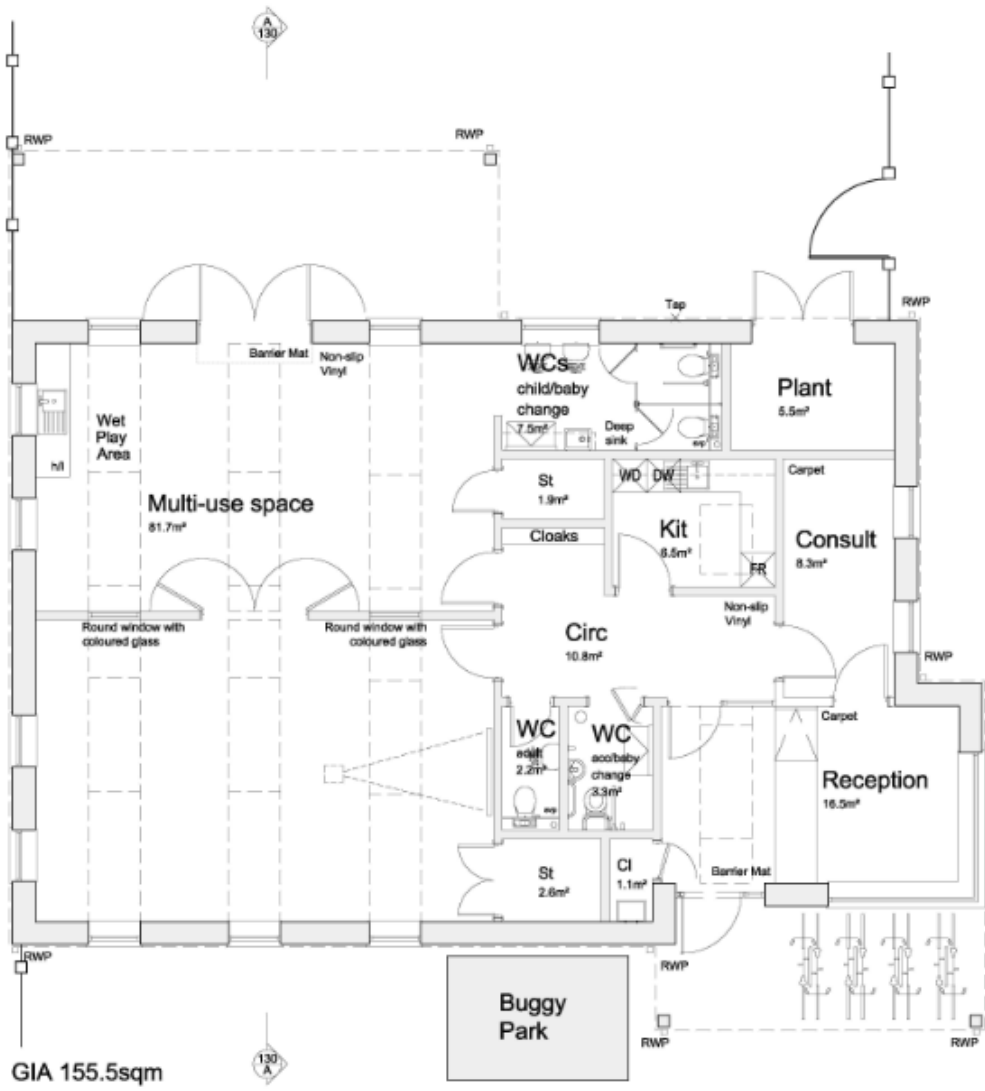 A
130
RWP
RWP
Tap
RWP
Barrier Mat
Non-slip
Vinyl
WCs
child/baby
change
7.5m²
Deep
sink
avp
Plant
5.5m²
Wet
Play
Area
h/l
Multi-use space
81.7m²
St
1.9m²
WD
DW
Carpet
Cloaks
Kit
6.5m²
FR
Consult
8.3m²
Round window with
coloured glass
Round window with
coloured glass
Non-slip
Vinyl
Circ
10.8m²
RWP
WC
adult
2.2m²
avp
WC
acc/baby
change
3.3m²
Carpet
Reception
16.5m²
St
2.6m²
Cl
1.1m²
Barrier Mat
RWP
RWP
Buggy
Park
RWP
RWP
130
A
GIA 155.5sqm